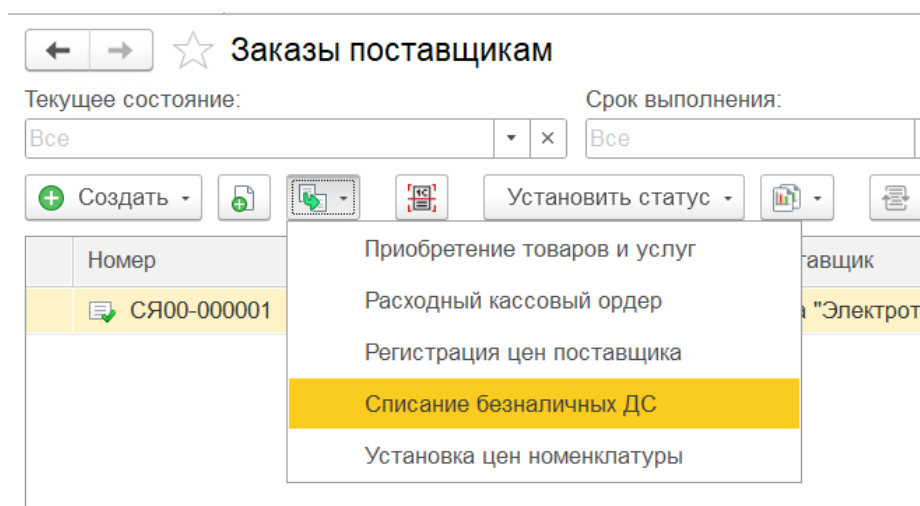 Заказы поставщикам
Текущее состояние: Срок выполнения:
Все Все
Создать Установить статус
Номер тавщик
СЯ00-000001 а "Электрот
Приобретение товаров и услуг
Расходный кассовый ордер
Регистрация цен поставщика
Списание безналичных ДС
Установка цен номенклатуры